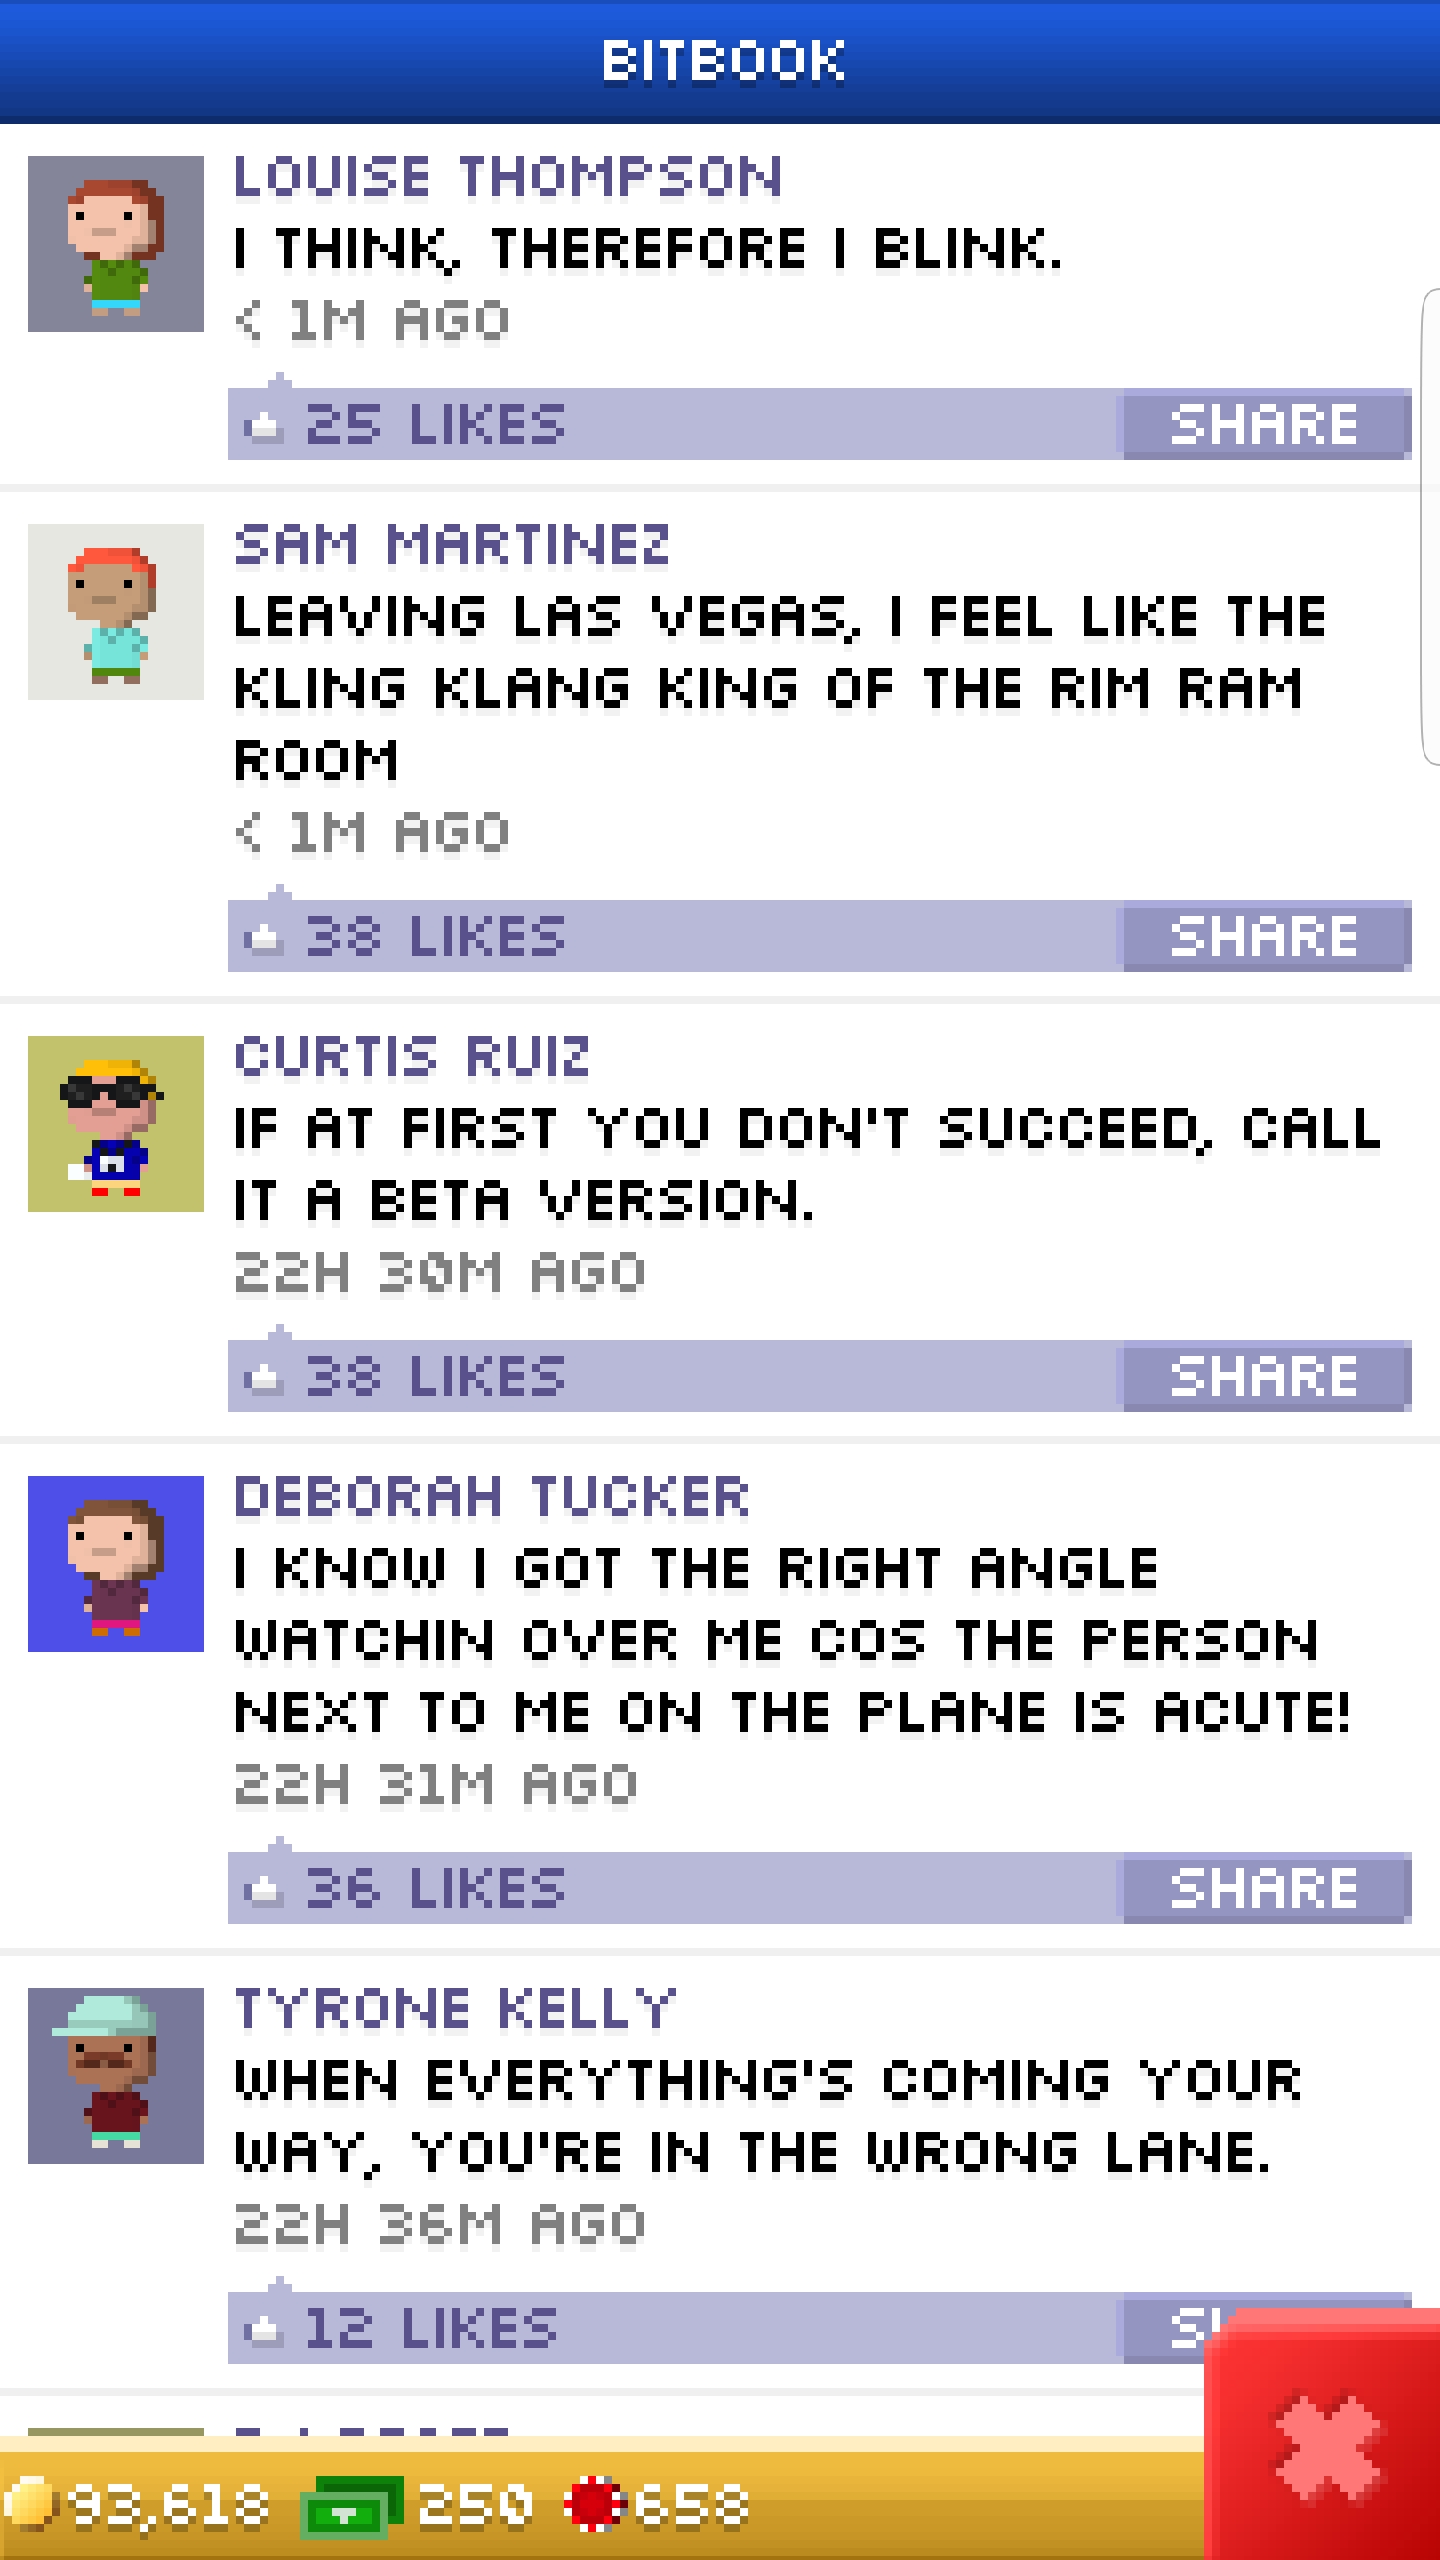 BITBOOK
LOUISE THOMPSON
I THINK, THEREFORE I BLINK.
< 1M AGO
25 LIKES SHARE
SAM MARTINEZ
LEAVING LAS VEGAS, I FEEL LIKE THE
KLING KLANG KING OF THE RIM RAM
ROOM
< 1M AGO
38 LIKES SHARE
CURTIS RUIZ
IF AT FIRST YOU DON'T SUCCEED, CALL
IT A BETA VERSION.
22H 30M AGO
38 LIKES SHARE
DEBORAH TUCKER
I KNOW I GOT THE RIGHT ANGLE
WATCHIN OVER ME COS THE PERSON
NEXT TO ME ON THE PLANE IS ACUTE!
22H 31M AGO
36 LIKES SHARE
TYRONE KELLY
WHEN EVERYTHING'S COMING YOUR
WAY, YOU'RE IN THE WRONG LANE.
22H 36M AGO
12 LIKES
93,618 250 658